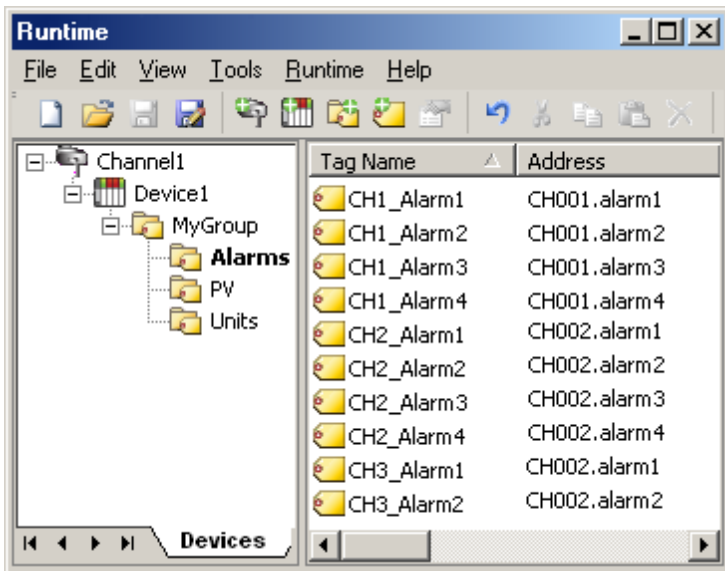 Runtime
File Edit View Tools Runtime Help
Channel1
Device1
MyGroup
Alarms
PV
Units
Devices
Tag Name Address
CH1_Alarm1 CH001.alarm1
CH1_Alarm2 CH001.alarm2
CH1_Alarm3 CH001.alarm3
CH1_Alarm4 CH001.alarm4
CH2_Alarm1 CH002.alarm1
CH2_Alarm2 CH002.alarm2
CH2_Alarm3 CH002.alarm3
CH2_Alarm4 CH002.alarm4
CH3_Alarm1 CH002.alarm1
CH3_Alarm2 CH002.alarm2